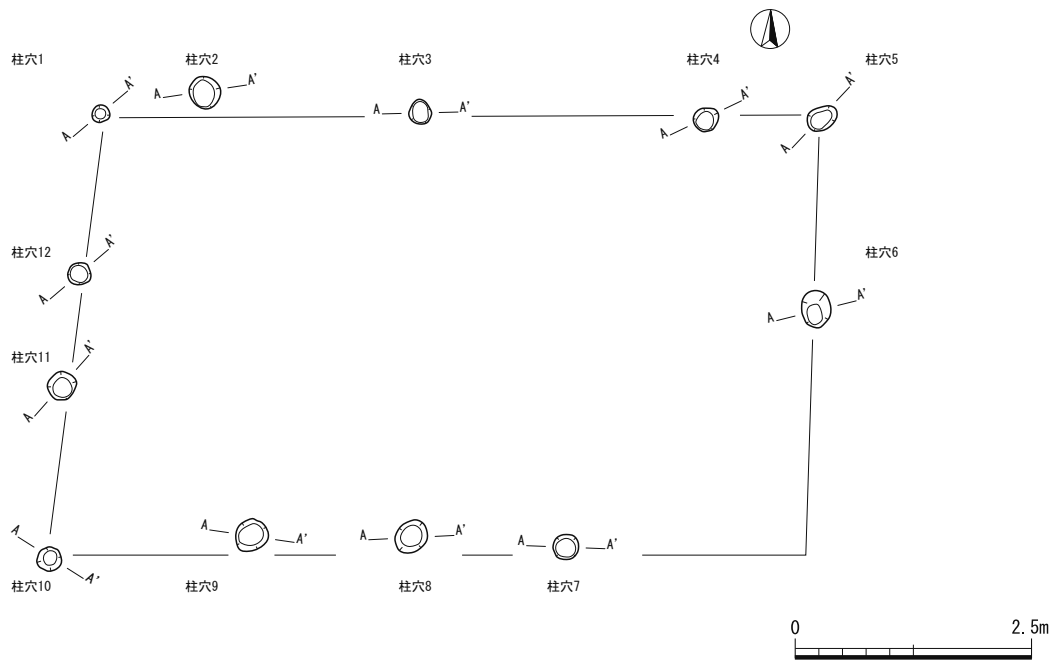 柱穴1
柱穴2
柱穴3
柱穴4
柱穴5
A A'
A A'
A A'
A A'
A A'
柱穴12
A A'
柱穴6
A A'
柱穴11
A A'
A A'
A A'
A A'
A A'
柱穴10
柱穴9
柱穴8
柱穴7
0 2.5m